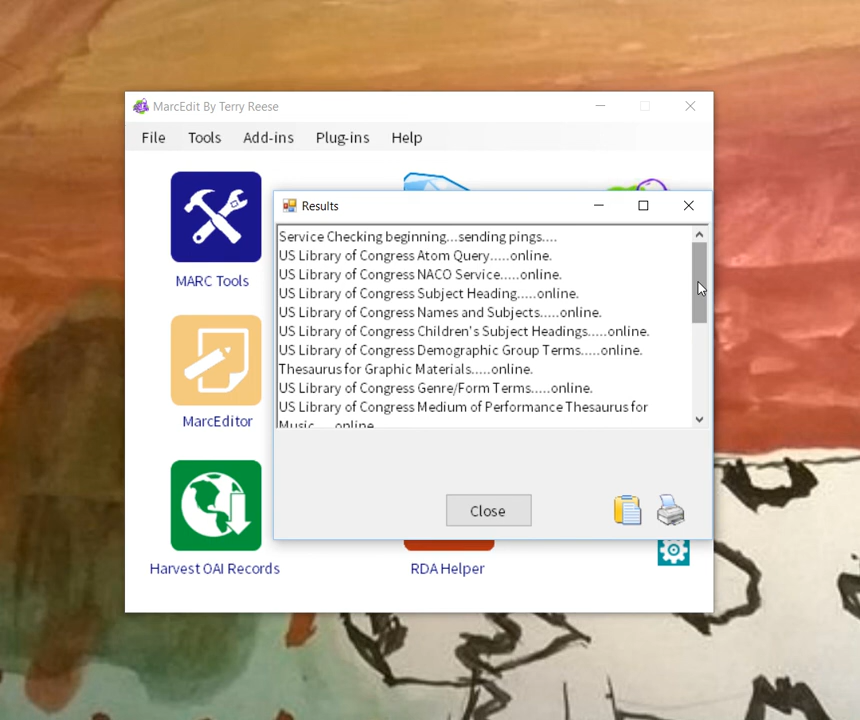 MarcEdit By Terry Reese
File Tools Add-ins Plug-ins Help
Results
Service Checking beginning...sending pings....
US Library of Congress Atom Query.....online.
US Library of Congress NACO Service.....online.
US Library of Congress Subject Heading.....online.
US Library of Congress Names and Subjects.....online.
US Library of Congress Children's Subject Headings.....online.
US Library of Congress Demographic Group Terms.....online.
Thesaurus for Graphic Materials.....online.
US Library of Congress Genre/Form Terms.....online.
US Library of Congress Medium of Performance Thesaurus for
Music.....online.
Close
MARC Tools
MarcEditor
Harvest OAI Records
RDA Helper